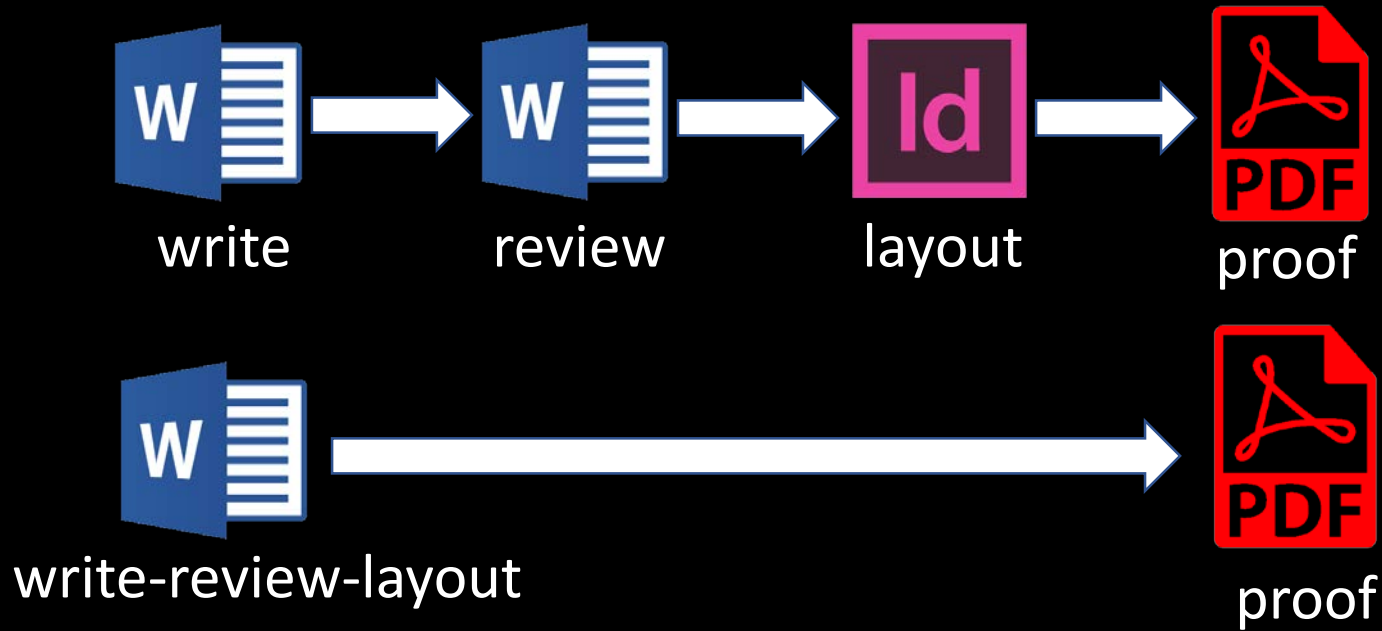 W
W
Id
PDF
write
review
layout
proof
W
PDF
write-review-layout
proof